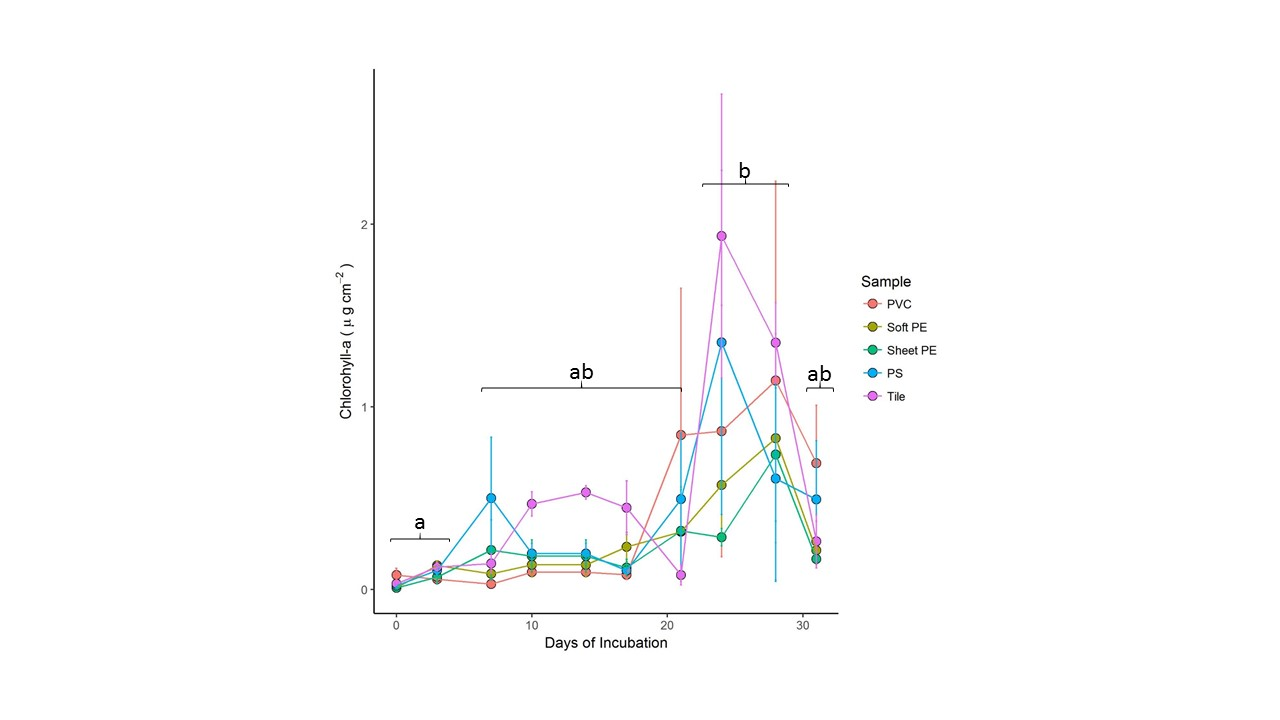 b
2
ab
ab
1
a
0
0
10
20
30
Days of Incubation
Chlorohyll-a ( μ g cm⁻² )
Sample
PVC
Soft PE
Sheet PE
PS
Tile